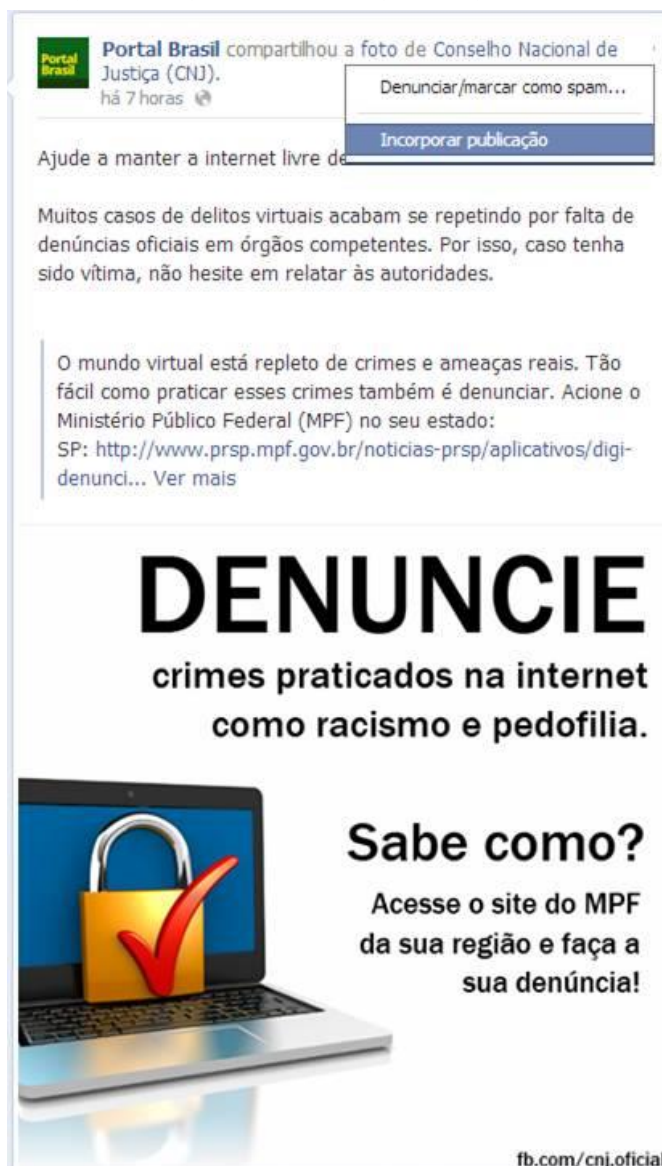 Portal Brasil
Portal Brasil compartilhou a foto de Conselho Nacional de
Justiça (CNJ).
há 7 horas
Denunciar/marcar como spam...
Incorporar publicação
Ajude a manter a internet livre de
Muitos casos de delitos virtuais acabam se repetindo por falta de
denúncias oficiais em órgãos competentes. Por isso, caso tenha
sido vítima, não hesite em relatar às autoridades.
O mundo virtual está repleto de crimes e ameaças reais. Tão
fácil como praticar esses crimes também é denunciar. Acione o
Ministério Público Federal (MPF) no seu estado:
SP: http://www.prsp.mpf.gov.br/noticias-prsp/aplicativos/digi-
denunci... Ver mais
DENUNCIE
crimes praticados na internet
como racismo e pedofilia.
Sabe como?
Acesse o site do MPF
da sua região e faça a
sua denúncia!
fb.com/cnj.oficial